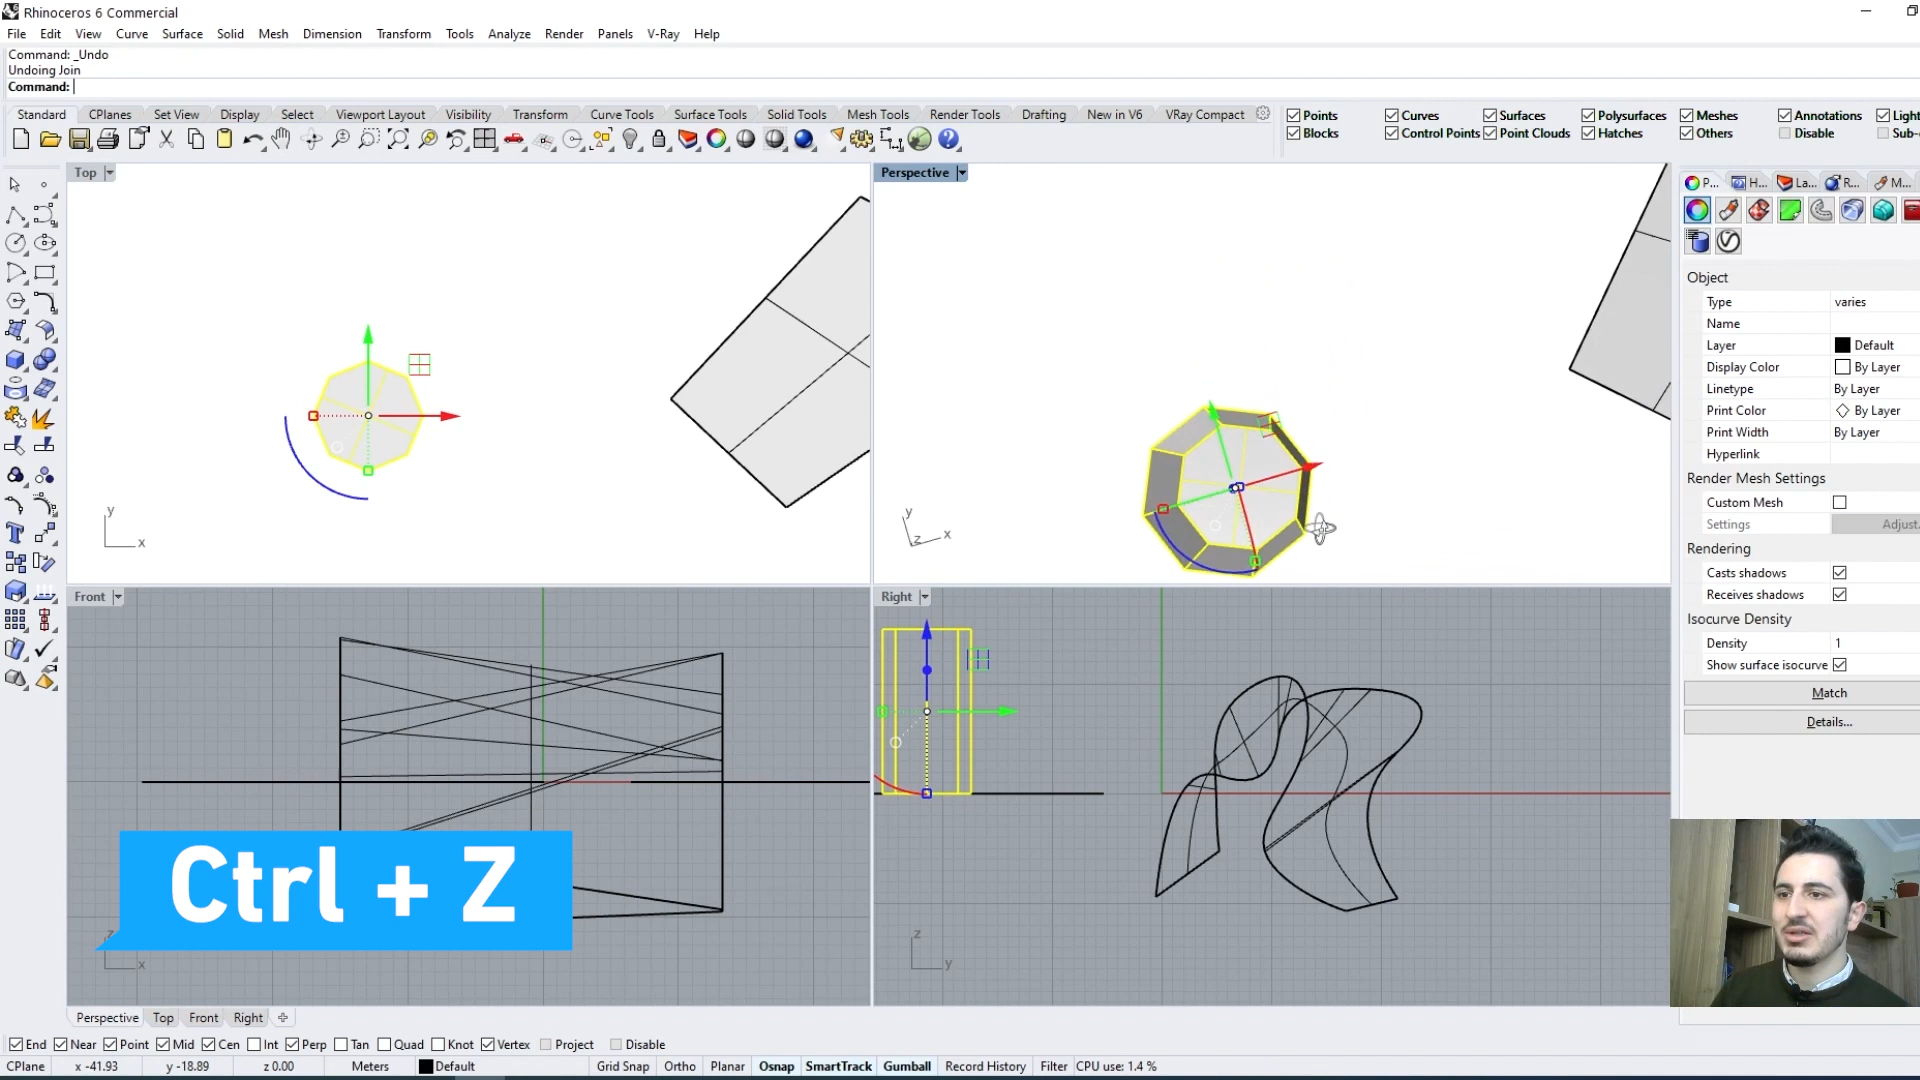 Rhinoceros 6 Commercial
File Edit View Curve Surface Solid Mesh Dimension Transform Tools Analyze Render Panels V-Ray Help
Command: _Undo
Undoing Join
Command:
Standard CPlanes Set View Display Select Viewport Layout Visibility Transform Curve Tools Surface Tools Solid Tools Mesh Tools Render Tools Drafting New in V6 VRay Compact
Points Curves Surfaces Polysurfaces Meshes Annotations Light
Blocks Control Points Point Clouds Hatches Others Disable Sub-
Top
Perspective
P... H... La... R... M...
Object
Type varies
Name
Layer Default
Display Color By Layer
Linetype By Layer
Print Color By Layer
Print Width By Layer
Hyperlink
Render Mesh Settings
Custom Mesh
Settings Adjust.
Rendering
Casts shadows
Receives shadows
Isocurve Density
Density 1
Show surface isocurve
Match
Details...
y
x
y
z
x
Front
Right
Ctrl + Z
z
x
z
y
Perspective Top Front Right
End Near Point Mid Cen Int Perp Tan Quad Knot Vertex Project Disable
CPlane x -41.93 y -18.89 z 0.00 Meters Default Grid Snap Ortho Planar Osnap SmartTrack Gumball Record History Filter CPU use: 1.4 %